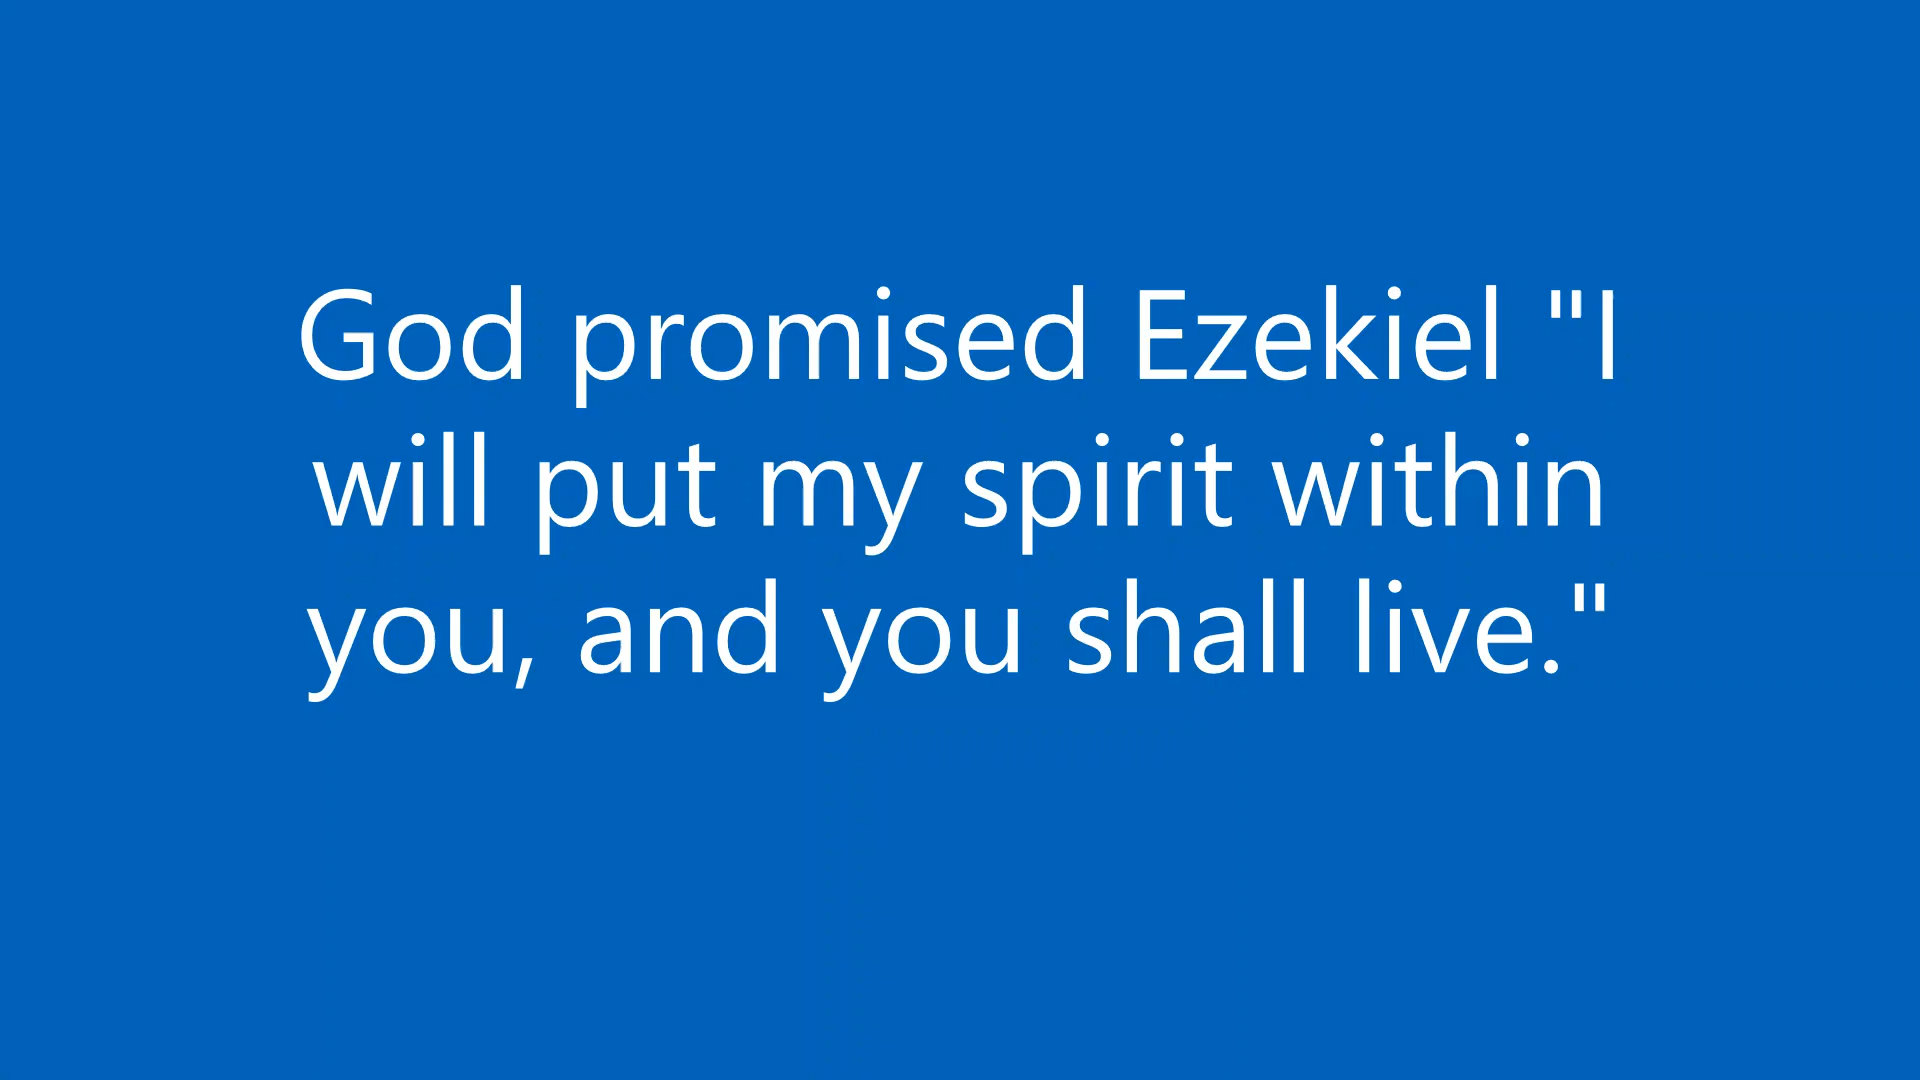 God promised Ezekiel "I
will put my spirit within
you, and you shall live."